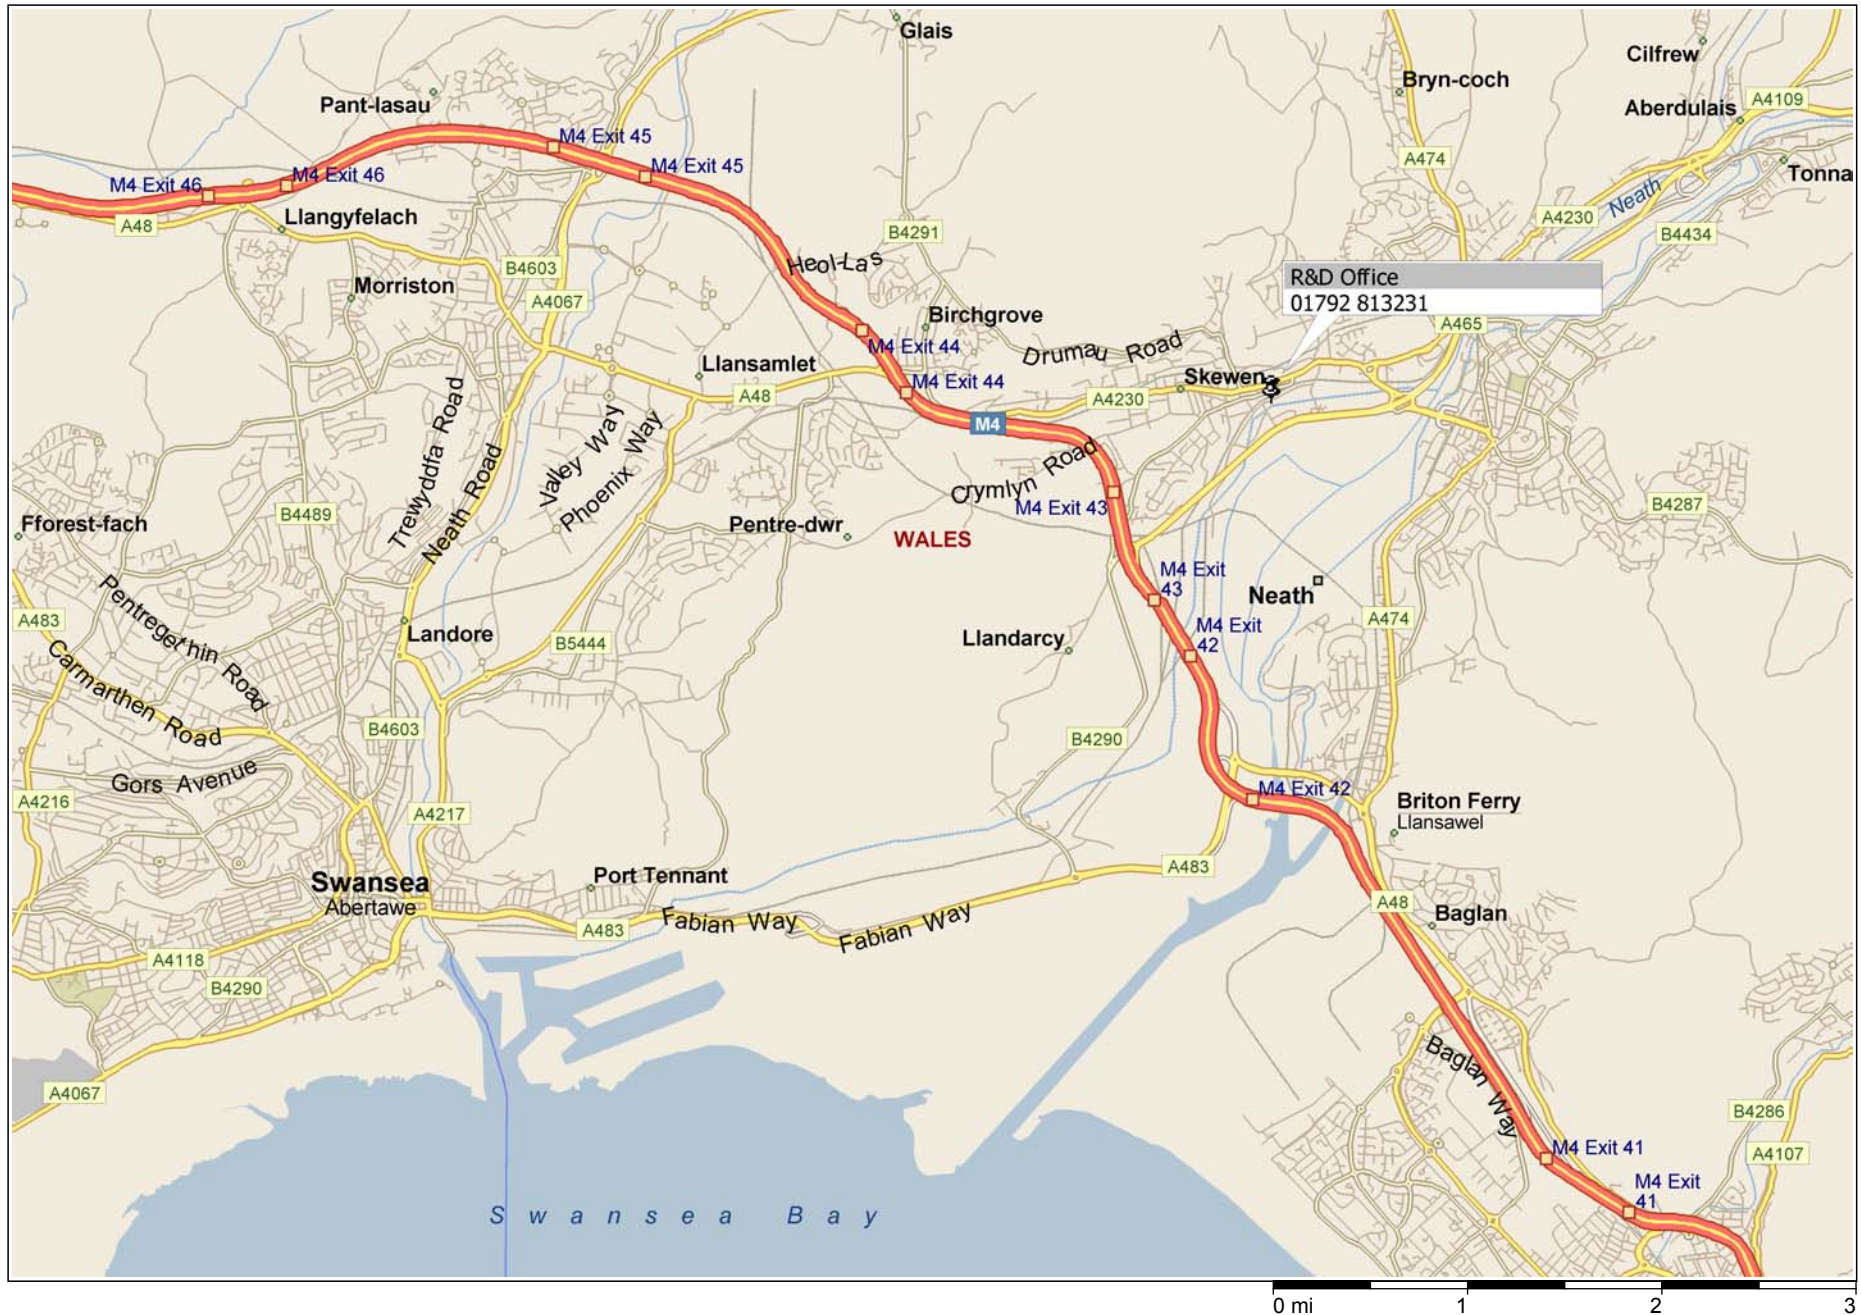 Glais
Cilfrew
Bryn-coch
Pant-lasau
Aberdulais
A4109
M4 Exit 45
M4 Exit 45
A474
Tonna
M4 Exit 46
M4 Exit 46
Neath
A48
Llangyfelach
A4230
B4291
B4434
Heol-Las
B4603
R&D Office
01792 813231
Morriston
A4067
Birchgrove
A465
M4 Exit 44
Drumau Road
Llansamlet
M4 Exit 44
Skewen
A48
A4230
M4
Trewyddfa Road
Neath Road
Valley Way
Phoenix Way
Crymlyn Road
M4 Exit 43
B4489
B4287
Fforest-fach
Pentre-dwr
WALES
M4 Exit
43
Neath
Pentregethin Road
A483
A474
M4 Exit
42
Landore
B5444
Llandarcy
Carmarthen Road
B4603
B4290
Gors Avenue
M4 Exit 42
A4216
A4217
Briton Ferry
Llansawel
A483
Port Tennant
Swansea
Abertawe
A48
Baglan
Fabian Way
A483
Fabian Way
A4118
B4290
Baglan Way
A4067
B4286
M4 Exit 41
A4107
M4 Exit
41
Swansea Bay
0 mi 1 2 3